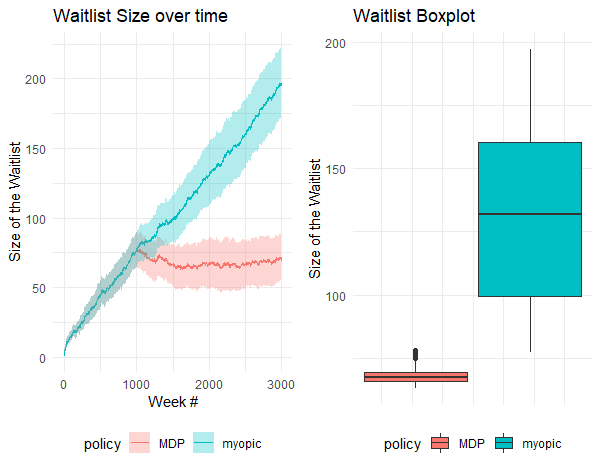 Waitlist Size over time
Size of the Waitlist
200
150
100
50
0
0 1000 2000 3000
Week #
policy MDP myopic
Waitlist Boxplot
Size of the Waitlist
200
150
100
policy MDP myopic